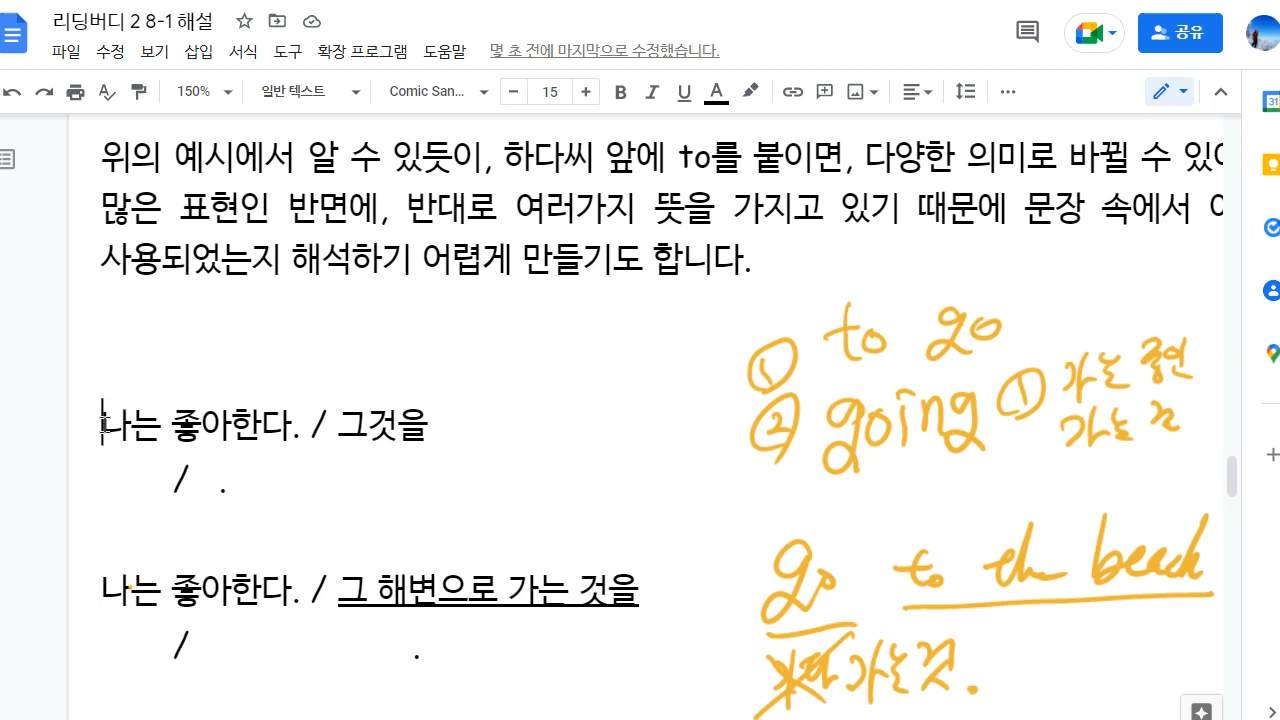 리딩버디 2 8-1 해설
파일 수정 보기 삽입 서식 도구 확장 프로그램 도움말 몇 초 전에 마지막으로 수정했습니다.
공유
150% 일반 텍스트 Comic San... − 15 + B I U A
위의 예시에서 알 수 있듯이, 하다씨 앞에 to를 붙이면, 다양한 의미로 바뀔 수 있
많은 표현인 반면에, 반대로 여러가지 뜻을 가지고 있기 때문에 문장 속에서
사용되었는지 해석하기 어렵게 만들기도 합니다.
① to go
② going ① 가는 중인
가는 것
나는 좋아한다. / 그것을
/ .
go to the beach
나는 좋아한다. / 그 해변으로 가는 것을
/ .
가는 것.
31